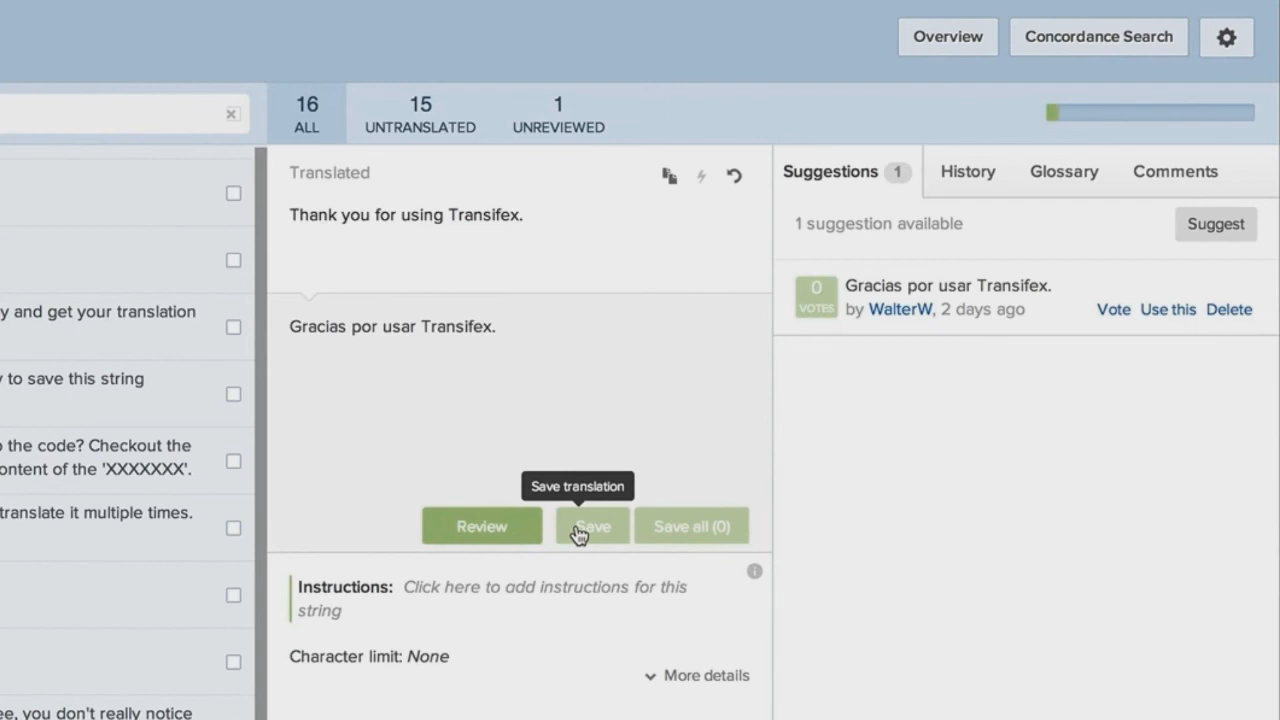 Overview
Concordance Search
16
ALL
15
UNTRANSLATED
1
UNREVIEWED
y and get your translation
y to save this string
o the code? Checkout the
ontent of the 'XXXXXXX'.
translate it multiple times.
ee, you don't really notice
Translated
Thank you for using Transifex.
Gracias por usar Transifex.
Save translation
Review
Save
Save all (0)
Instructions: Click here to add instructions for this
string
Character limit: None
More details
Suggestions 1
History
Glossary
Comments
1 suggestion available
Suggest
0
VOTES
Gracias por usar Transifex.
by WalterW, 2 days ago
Vote Use this Delete